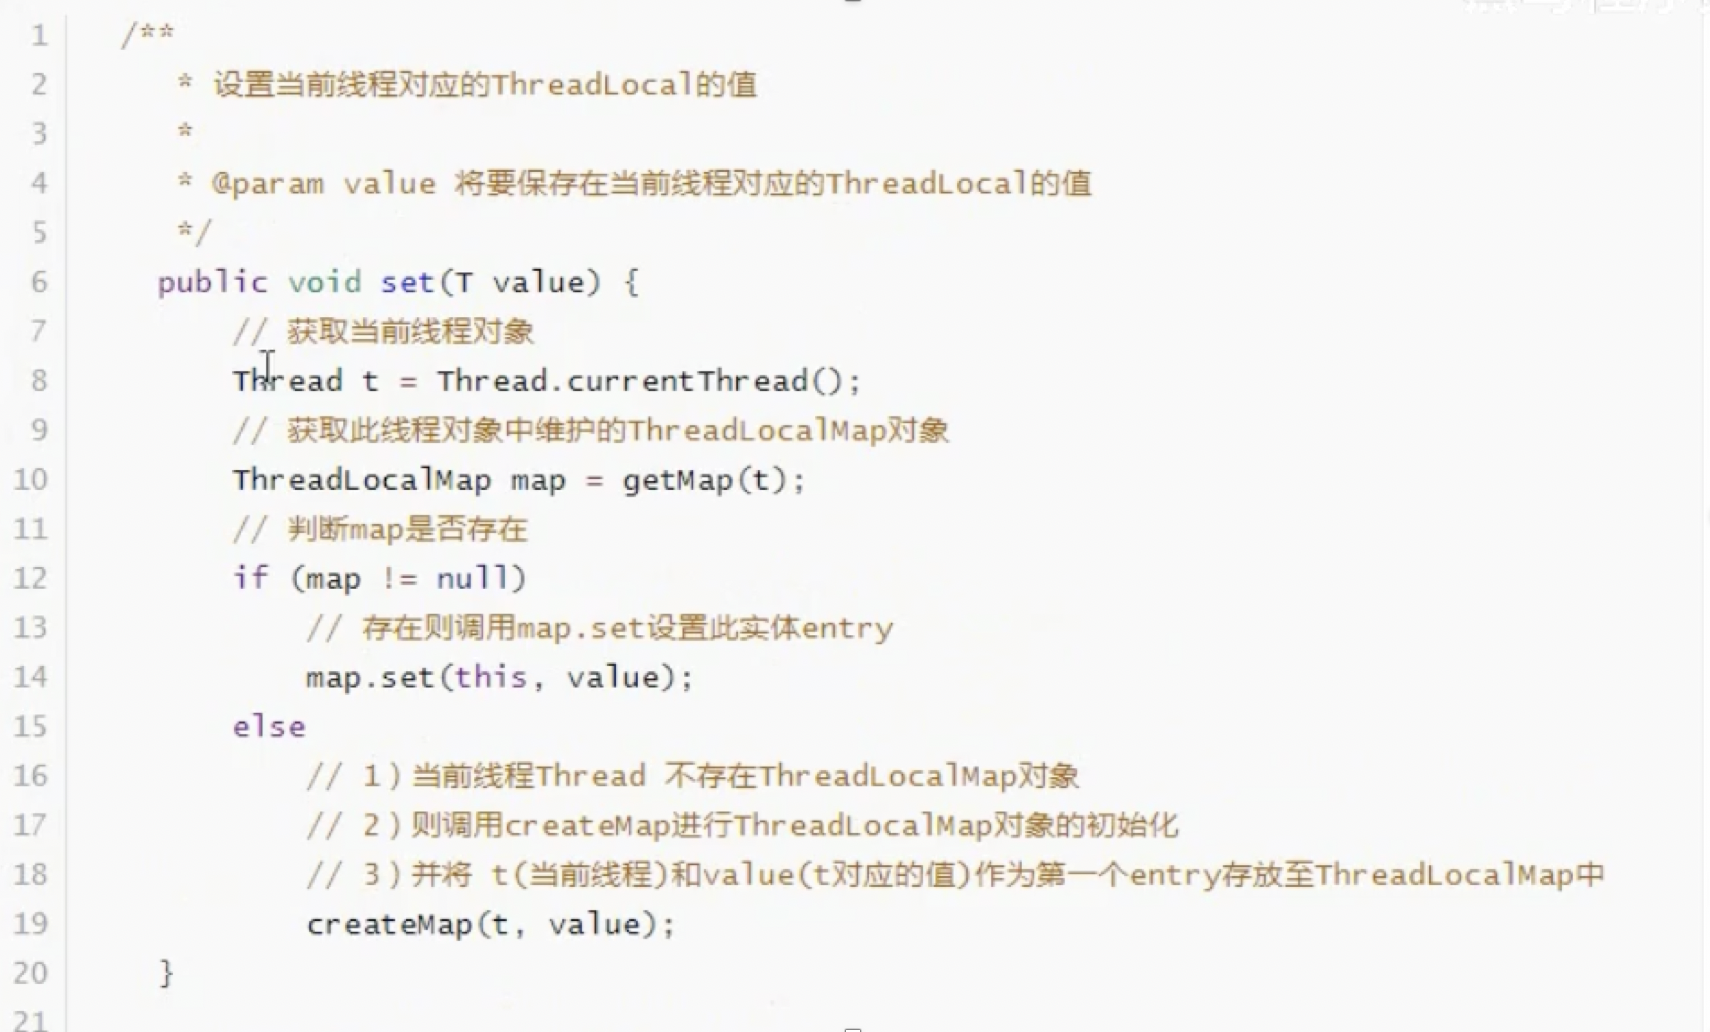 1 /**
2 * 设置当前线程对应的ThreadLocal的值
3 *
4 * @param value 将要保存在当前线程对应的ThreadLocal的值
5 */
6 public void set(T value) {
7 // 获取当前线程对象
8 Thread t = Thread.currentThread();
9 // 获取此线程对象中维护的ThreadLocalMap对象
10 ThreadLocalMap map = getMap(t);
11 // 判断map是否存在
12 if (map != null)
13 // 存在则调用map.set设置此实体entry
14 map.set(this, value);
15 else
16 // 1）当前线程Thread 不存在ThreadLocalMap对象
17 // 2）则调用createMap进行ThreadLocalMap对象的初始化
18 // 3）并将 t(当前线程)和value(t对应的值)作为第一个entry存放至ThreadLocalMap中
19 createMap(t, value);
20 }
21